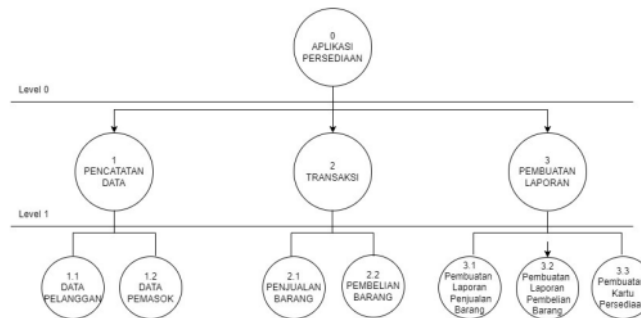 0
APLIKASI
PERSEDIAAN
Level 0
1
PENCATATAN
DATA
2
TRANSAKSI
3
PEMBUATAN
LAPORAN
Level 1
1.1
DATA
PELANGGAN
1.2
DATA
PEMASOK
2.1
PENJUALAN
BARANG
2.2
PEMBELIAN
BARANG
3.1
Pembuatan
Laporan
Penjualan
Barang
3.2
Pembuatan
Laporan
Pembelian
Barang
3.3
Pembuatan
Kartu
Persediaan